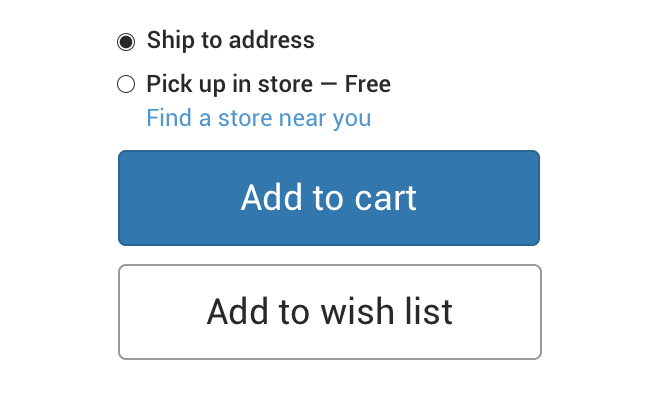 Ship to address
Pick up in store — Free
Find a store near you
Add to cart
Add to wish list